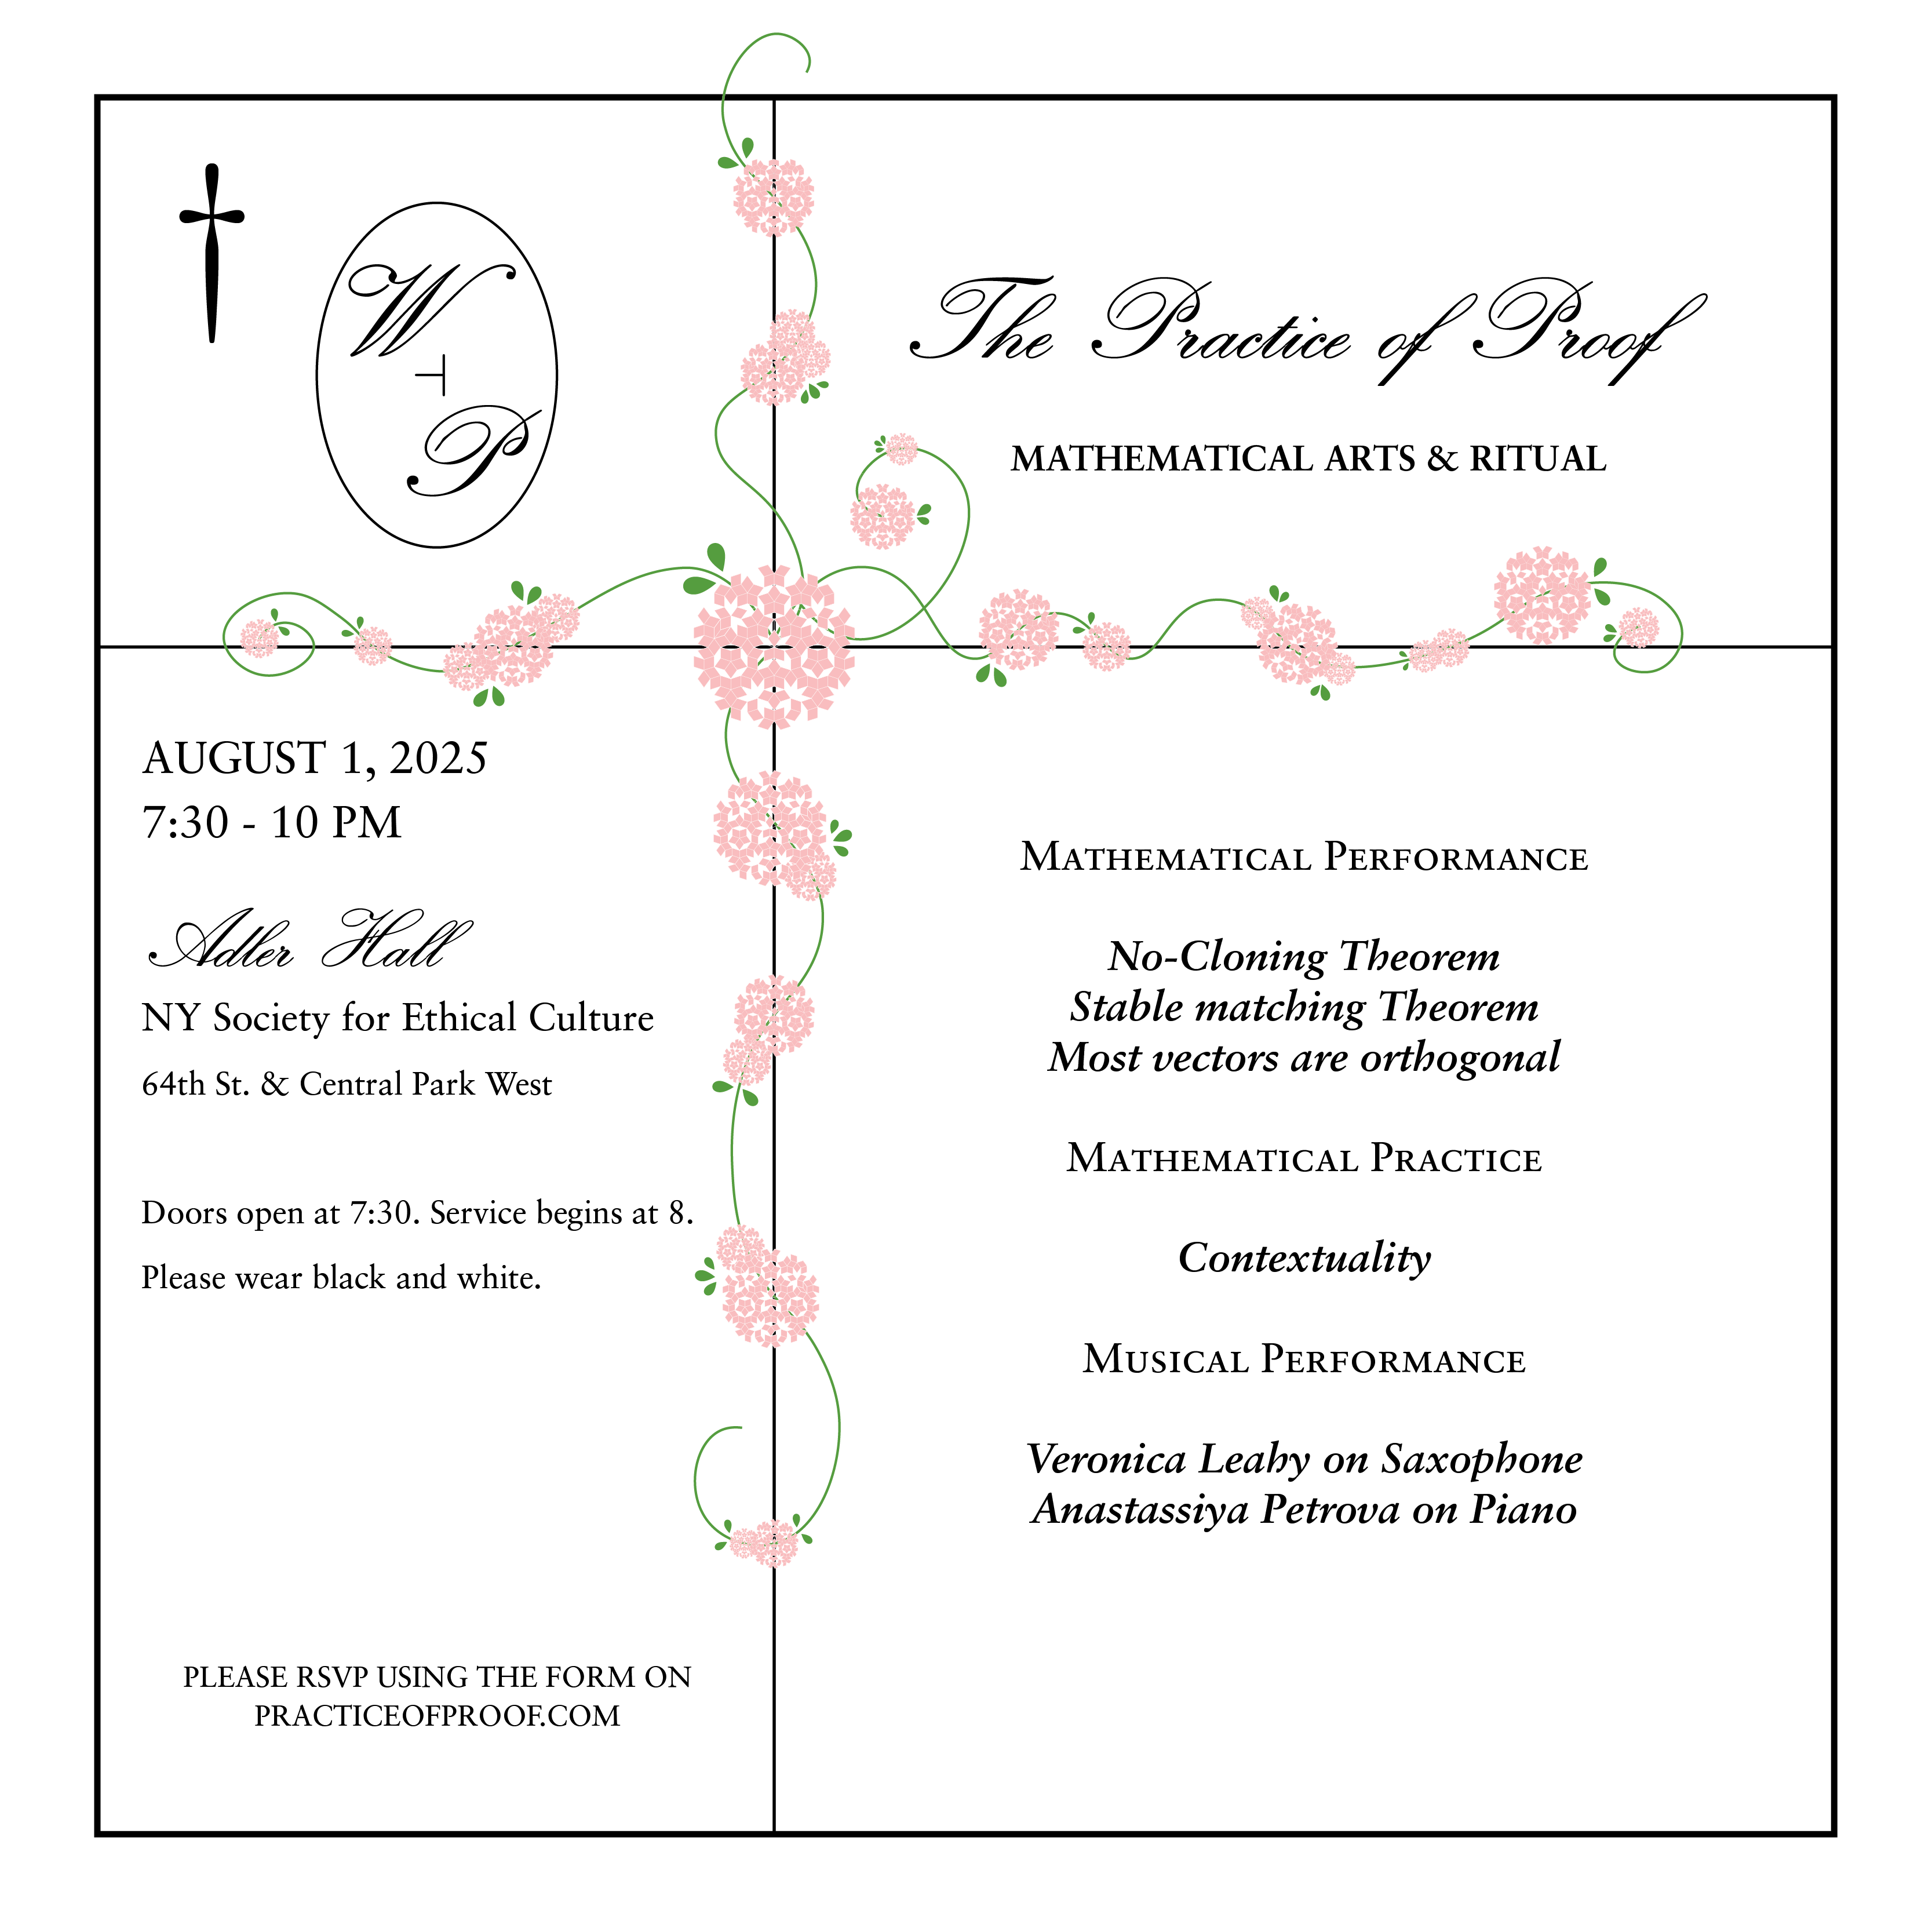 †
W
⊣
P
The Practice of Proof
MATHEMATICAL ARTS & RITUAL
AUGUST 1, 2025
7:30 - 10 PM
Adler Hall
NY Society for Ethical Culture
64th St. & Central Park West
Doors open at 7:30. Service begins at 8.
Please wear black and white.
PLEASE RSVP USING THE FORM ON
PRACTICEOFPROOF.COM
Mathematical Performance
No-Cloning Theorem
Stable matching Theorem
Most vectors are orthogonal
Mathematical Practice
Contextuality
Musical Performance
Veronica Leahy on Saxophone
Anastassiya Petrova on Piano